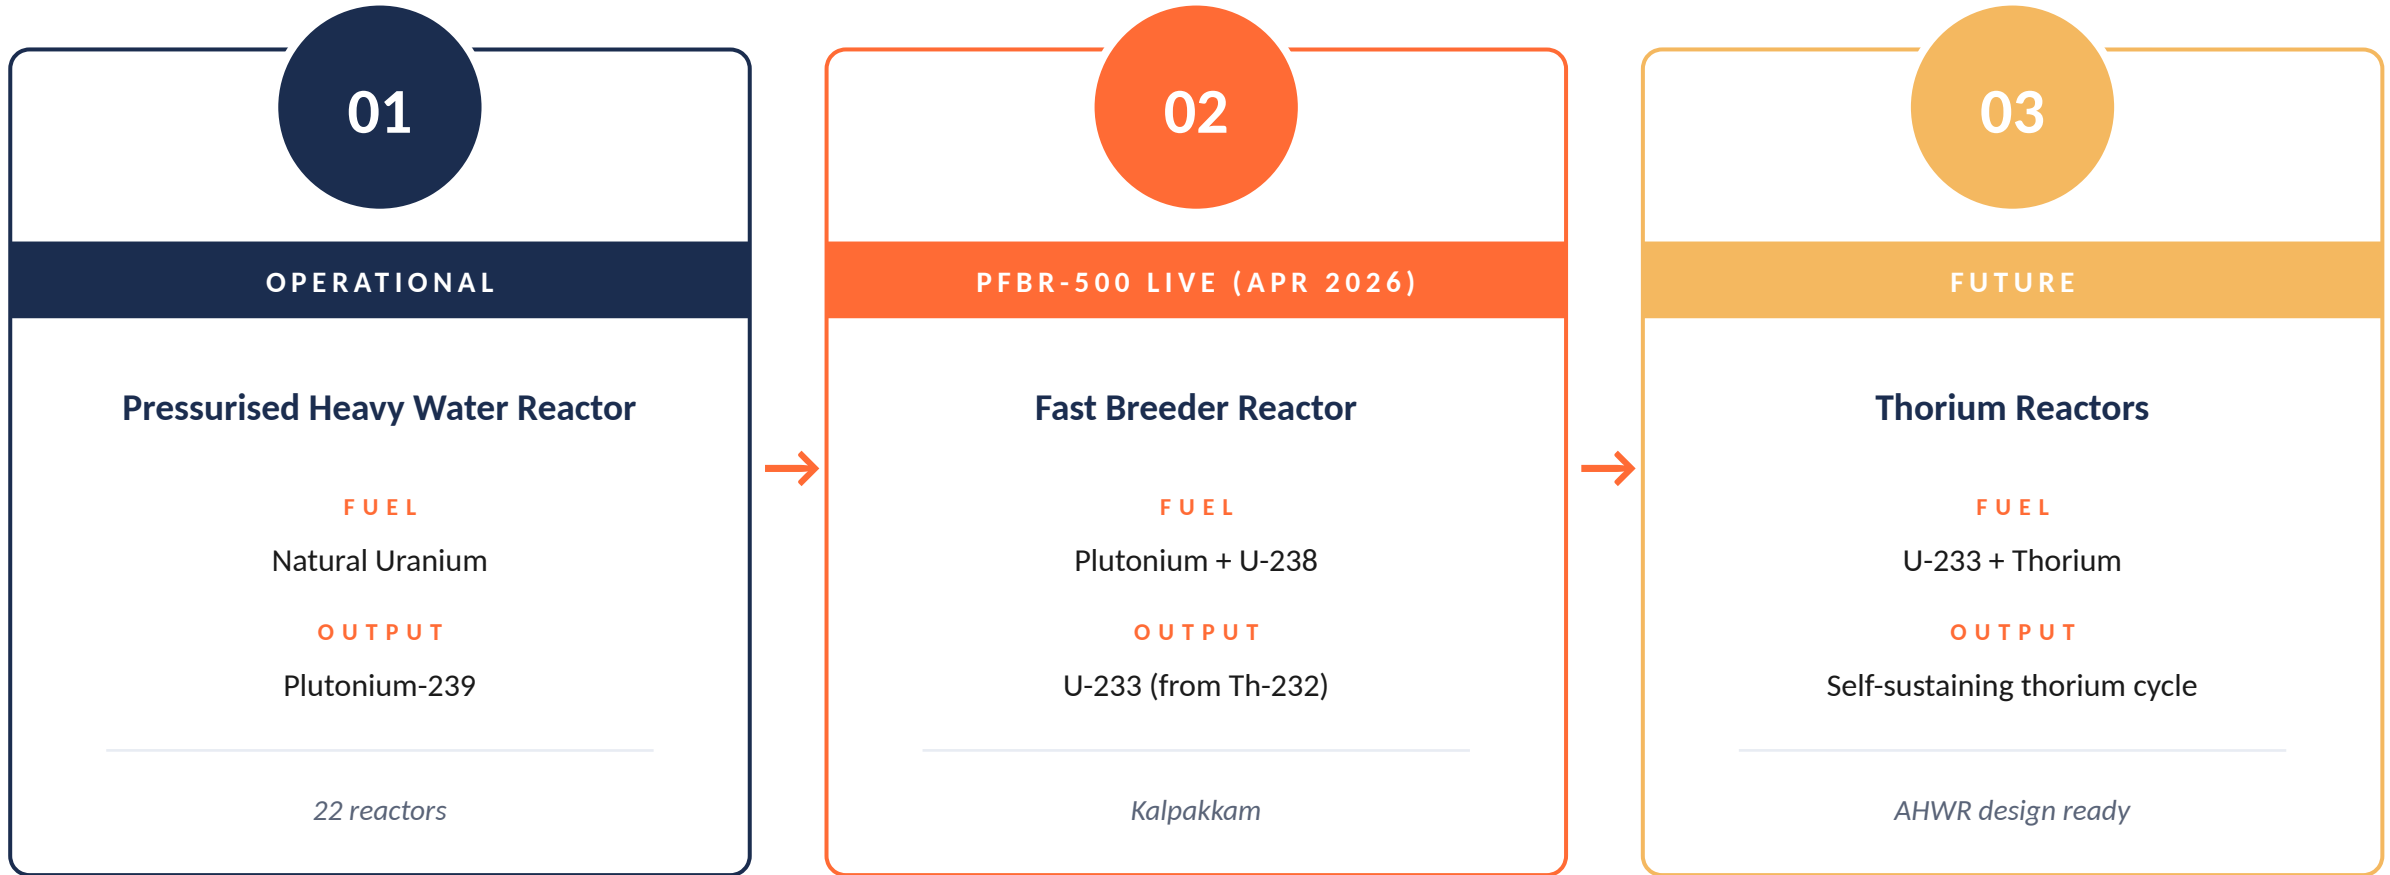 01
OPERATIONAL
Pressurised Heavy Water Reactor
FUEL
Natural Uranium
OUTPUT
Plutonium-239
22 reactors
→
02
PFBR-500 LIVE (APR 2026)
Fast Breeder Reactor
FUEL
Plutonium + U-238
OUTPUT
U-233 (from Th-232)
Kalpakkam
→
03
FUTURE
Thorium Reactors
FUEL
U-233 + Thorium
OUTPUT
Self-sustaining thorium cycle
AHWR design ready